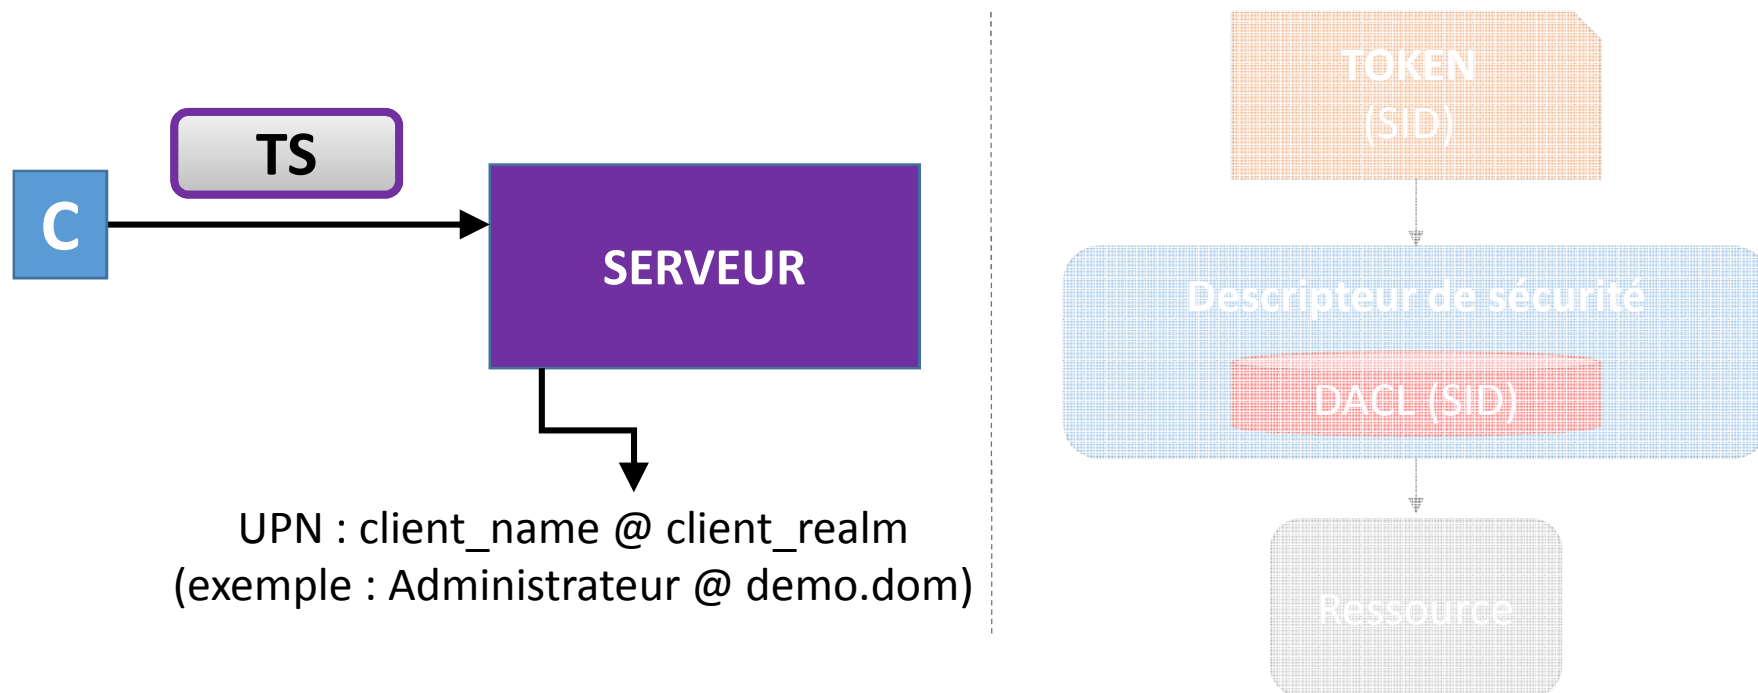 TS
C
SERVEUR
UPN : client_name @ client_realm
(exemple : Administrateur @ demo.dom)
TOKEN
(SID)
Descripteur de sécurité
DACL (SID)
Ressource